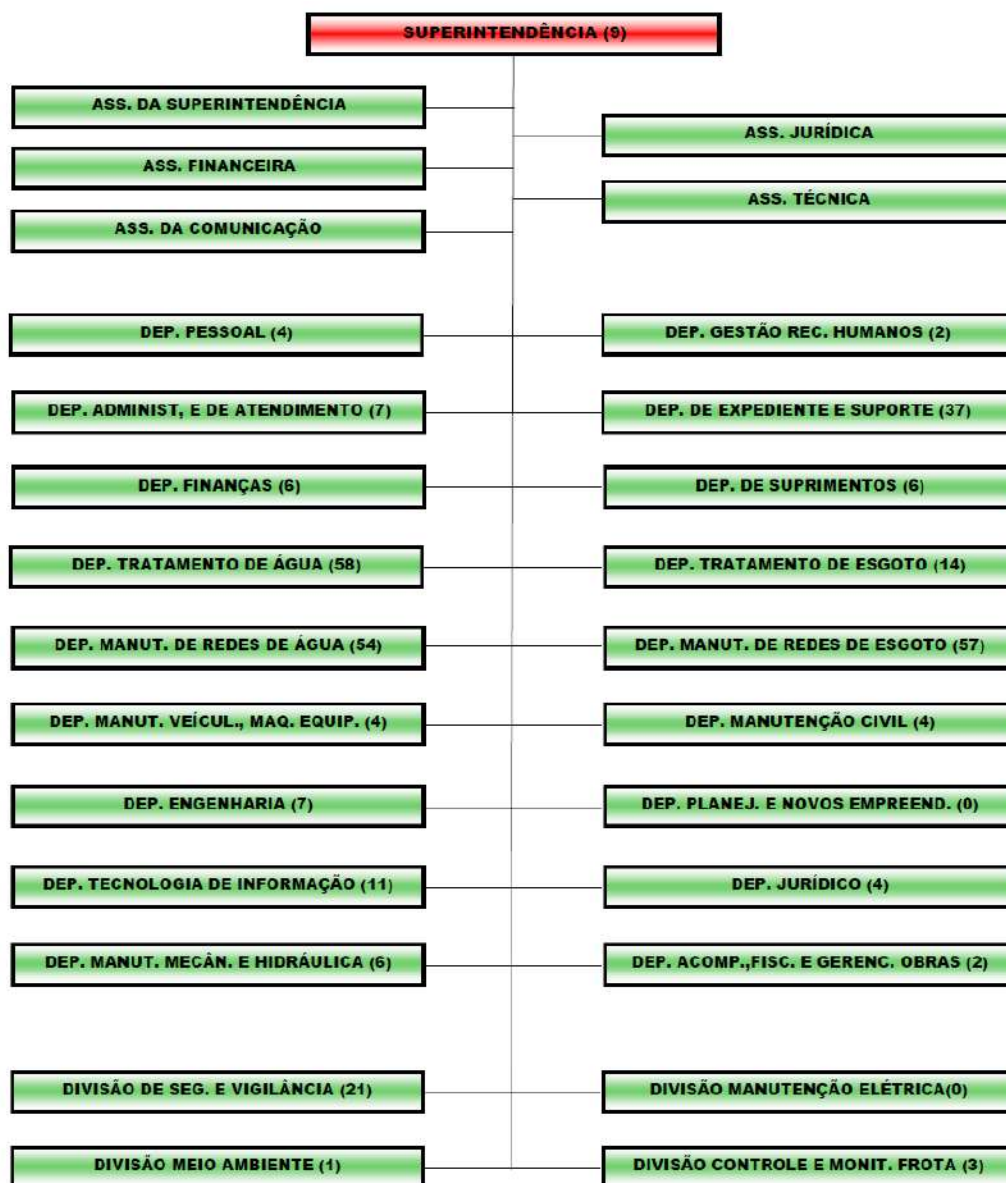 SUPERINTENDÊNCIA (9)
ASS. DA SUPERINTENDÊNCIA
ASS. JURÍDICA
ASS. FINANCEIRA
ASS. TÉCNICA
ASS. DA COMUNICAÇÃO
DEP. PESSOAL (4)
DEP. GESTÃO REC. HUMANOS (2)
DEP. ADMINIST, E DE ATENDIMENTO (7)
DEP. DE EXPEDIENTE E SUPORTE (37)
DEP. FINANÇAS (6)
DEP. DE SUPRIMENTOS (6)
DEP. TRATAMENTO DE ÁGUA (58)
DEP. TRATAMENTO DE ESGOTO (14)
DEP. MANUT. DE REDES DE ÁGUA (54)
DEP. MANUT. DE REDES DE ESGOTO (57)
DEP. MANUT. VEÍCUL., MAQ. EQUIP. (4)
DEP. MANUTENÇÃO CIVIL (4)
DEP. ENGENHARIA (7)
DEP. PLANEJ. E NOVOS EMPREEND. (0)
DEP. TECNOLOGIA DE INFORMAÇÃO (11)
DEP. JURÍDICO (4)
DEP. MANUT. MECÂN. E HIDRÁULICA (6)
DEP. ACOMP.,FISC. E GERENC. OBRAS (2)
DIVISÃO DE SEG. E VIGILÂNCIA (21)
DIVISÃO MANUTENÇÃO ELÉTRICA(0)
DIVISÃO MEIO AMBIENTE (1)
DIVISÃO CONTROLE E MONIT. FROTA (3)